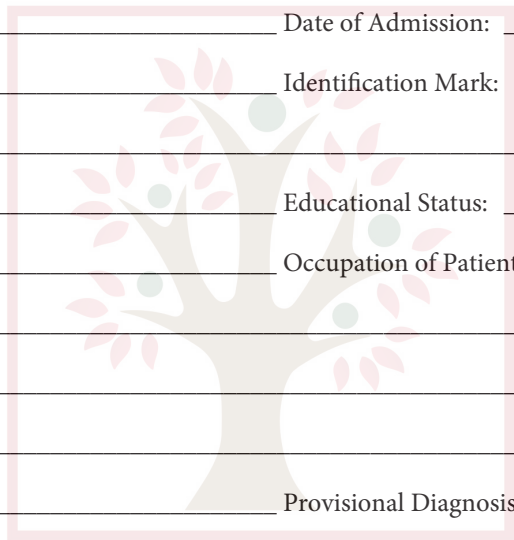 Date of Admission:
Identification Mark:
Educational Status:
Occupation of Patient
Provisional Diagnosis